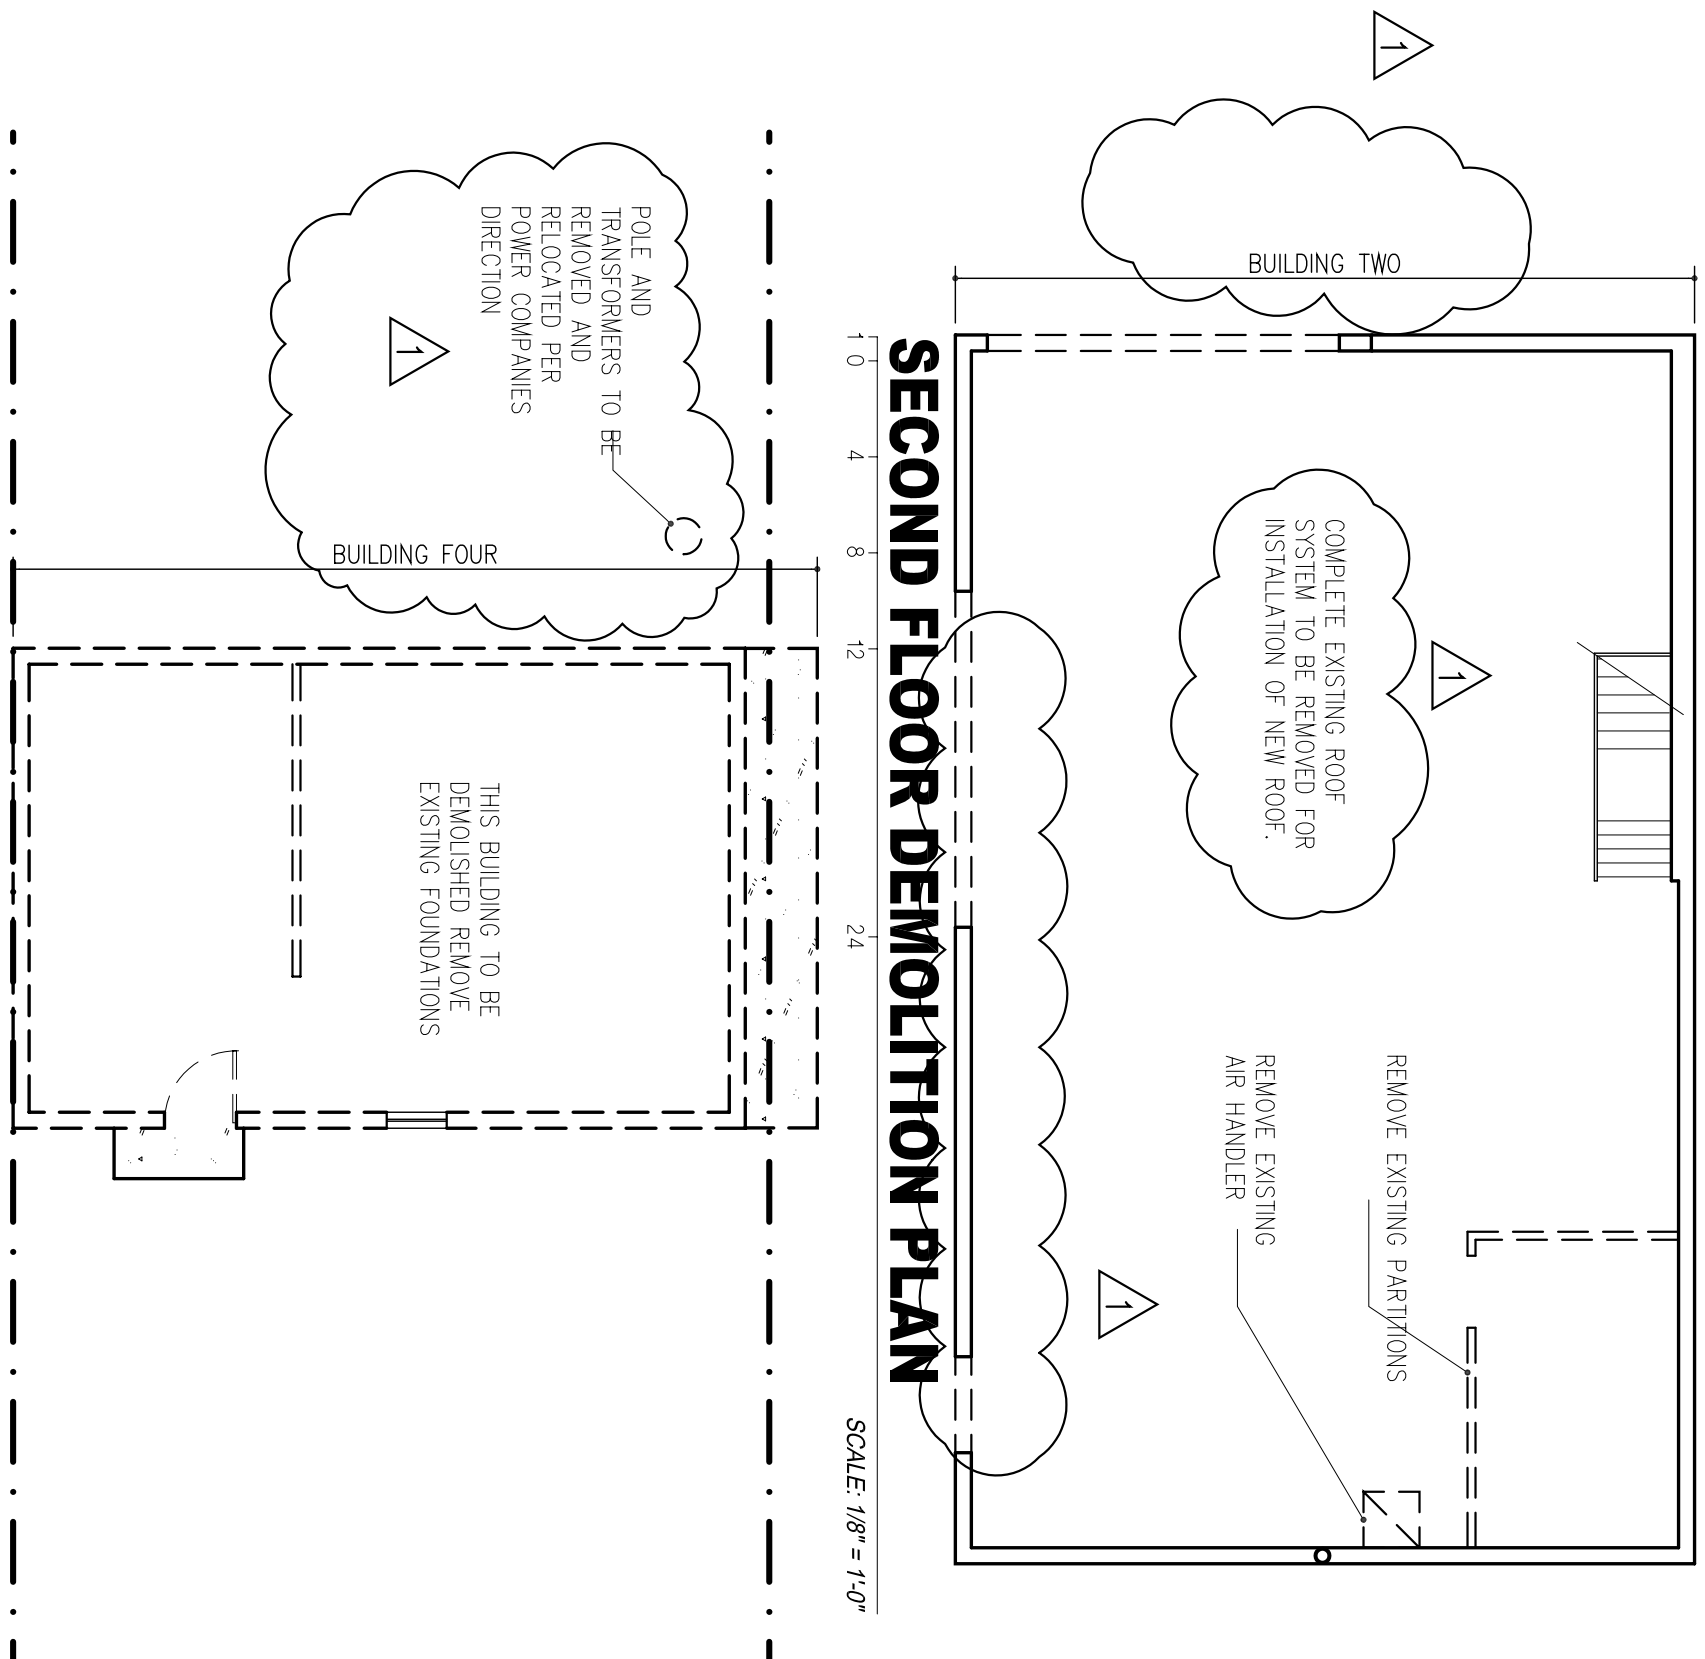 1
BUILDING TWO
COMPLETE EXISTING ROOF
SYSTEM TO BE REMOVED FOR
INSTALLATION OF NEW ROOF.
1
REMOVE EXISTING PARTITIONS
REMOVE EXISTING
AIR HANDLER
1
SECOND FLOOR DEMOLITION PLAN
1 0 4 8 12 24
SCALE: 1/8" = 1'-0"
POLE AND
TRANSFORMERS TO BE
REMOVED AND
RELOCATED PER
POWER COMPANIES
DIRECTION
1
BUILDING FOUR
THIS BUILDING TO BE
DEMOLISHED REMOVE
EXISTING FOUNDATIONS